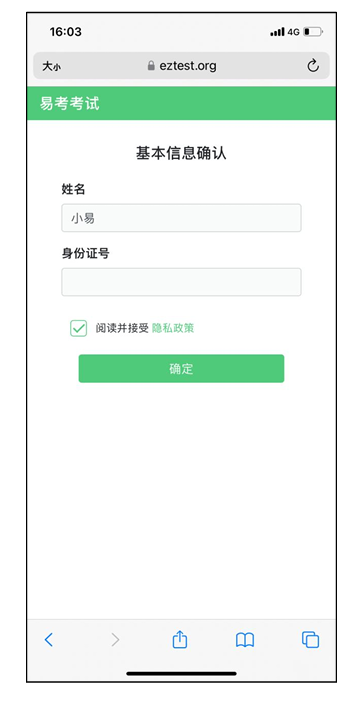 16:03
4G
大小 eztest.org
易考考试
基本信息确认
姓名
小易
身份证号
阅读并接受 隐私政策
确定